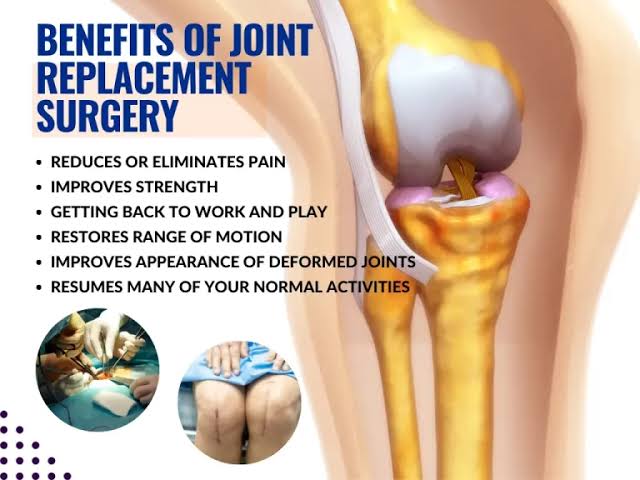 BENEFITS OF JOINT
REPLACEMENT
SURGERY
• REDUCES OR ELIMINATES PAIN
• IMPROVES STRENGTH
• GETTING BACK TO WORK AND PLAY
• RESTORES RANGE OF MOTION
• IMPROVES APPEARANCE OF DEFORMED JOINTS
• RESUMES MANY OF YOUR NORMAL ACTIVITIES